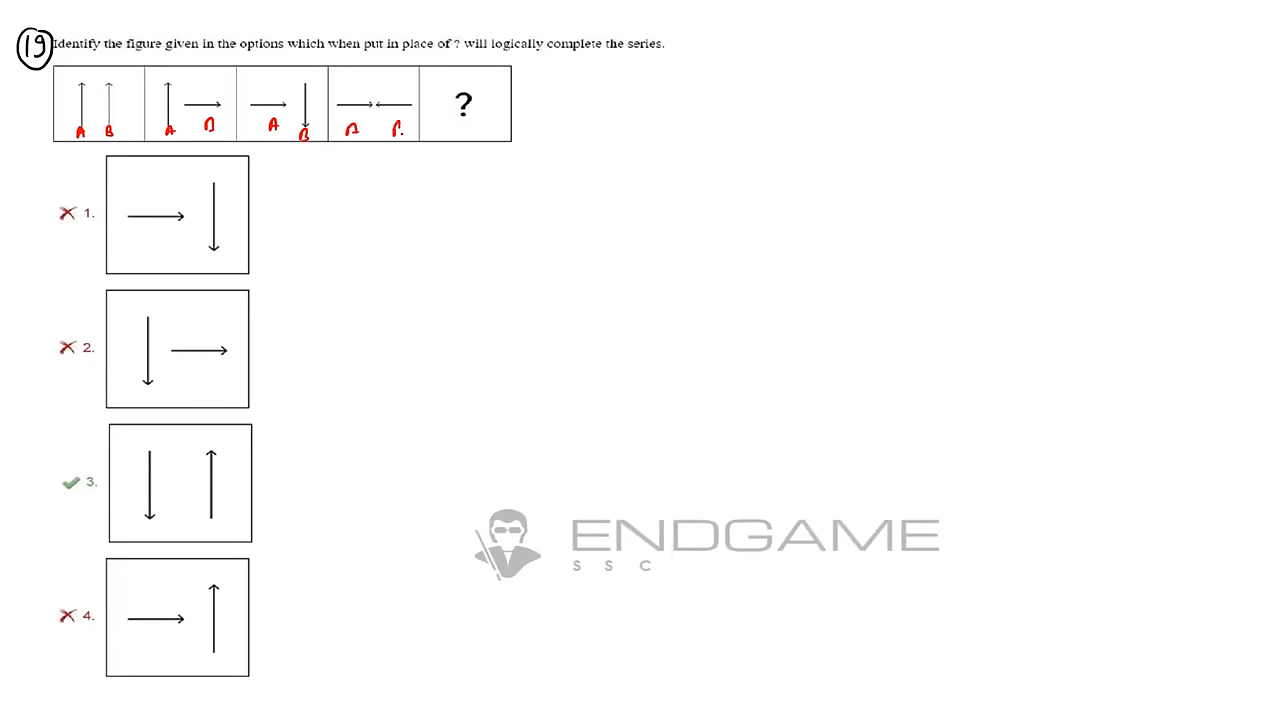 19 Identify the figure given in the options which when put in place of ? will logically complete the series.
?
A B A B A B A
1.
2.
3.
4.
ENDGAME
SSC